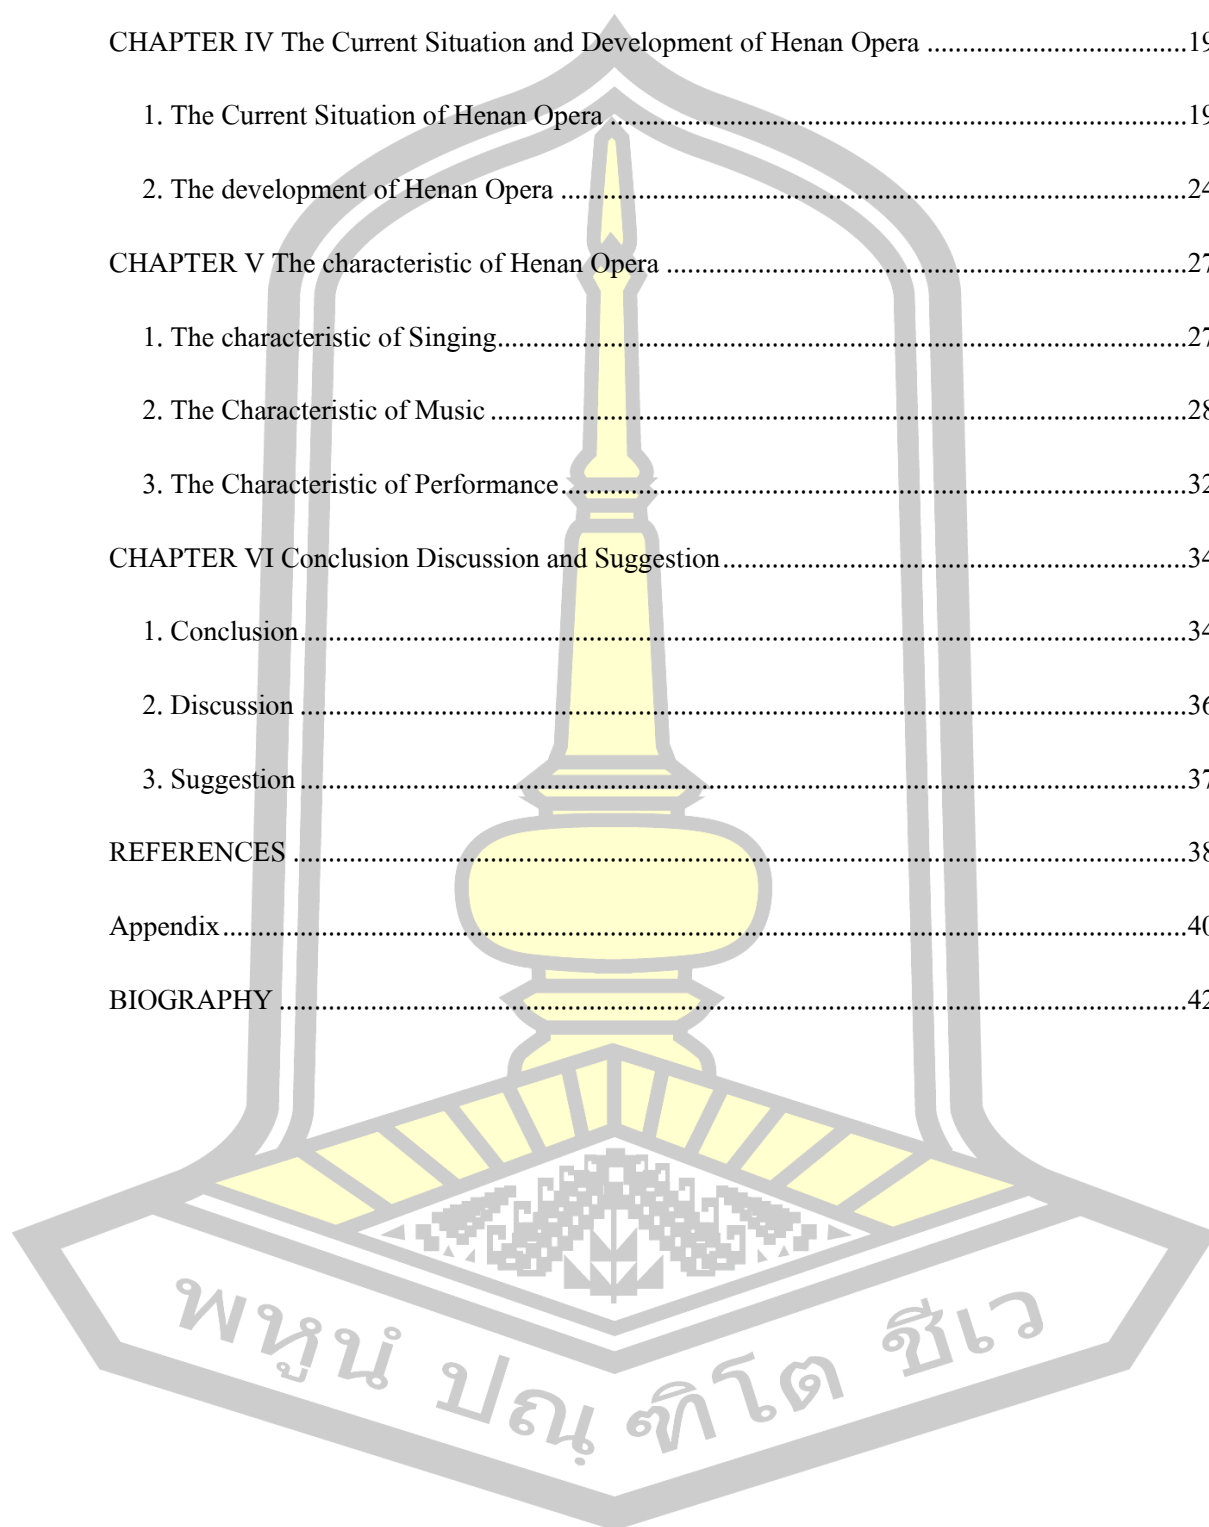 CHAPTER IV The Current Situation and Development of Henan Opera ....................................19
1. The Current Situation of Henan Opera ..................................................................................19
2. The development of Henan Opera .........................................................................................24
CHAPTER V The characteristic of Henan Opera .........................................................................27
1. The characteristic of Singing..................................................................................................27
2. The Characteristic of Music ...................................................................................................28
3. The Characteristic of Performance.........................................................................................32
CHAPTER VI Conclusion Discussion and Suggestion.................................................................34
1. Conclusion..............................................................................................................................34
2. Discussion ..............................................................................................................................36
3. Suggestion ..............................................................................................................................37
REFERENCES ..............................................................................................................................38
Appendix........................................................................................................................................40
BIOGRAPHY ................................................................................................................................42
พหูนํ ปณฺฑิโต ชีเว